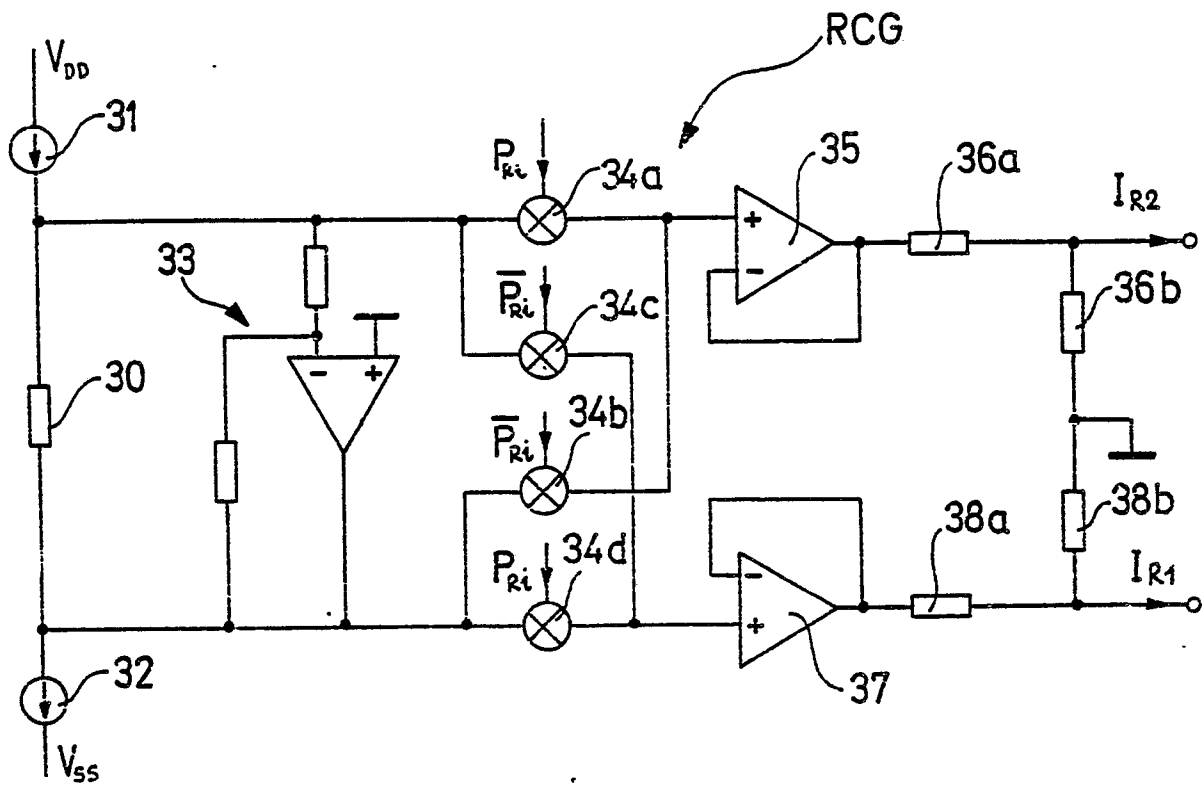 RCG
V_DD
31
P_Ri
34a
35
36a
I_R2
33
P̅_Ri
34c
36b
30
+
-
-
+
34b
P̅_Ri
38a
38b
34d
P_Ri
I_R1
-
+
32
37
V_SS